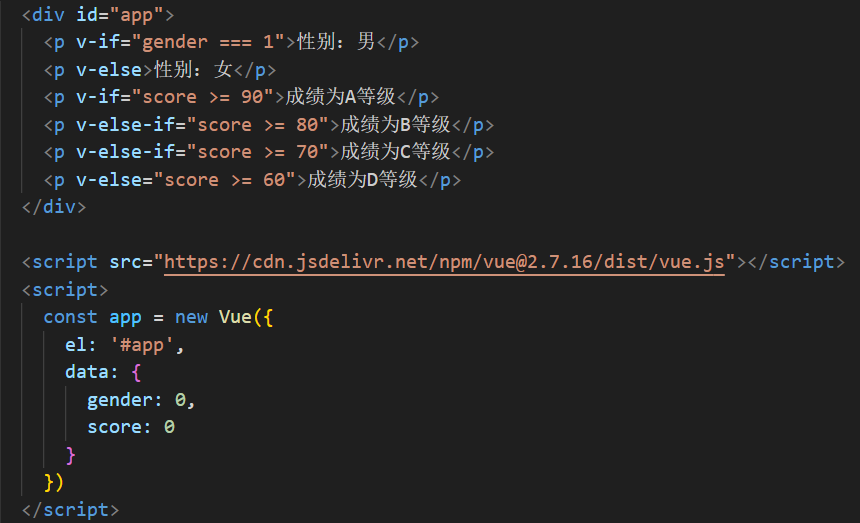 <div id="app">
<p v-if="gender === 1">性别：男</p>
<p v-else>性别：女</p>
<p v-if="score >= 90">成绩为A等级</p>
<p v-else-if="score >= 80">成绩为B等级</p>
<p v-else-if="score >= 70">成绩为C等级</p>
<p v-else="score >= 60">成绩为D等级</p>
</div>
<script src="https://cdn.jsdelivr.net/npm/vue@2.7.16/dist/vue.js"></script>
<script>
const app = new Vue({
el: '#app',
data: {
gender: 0,
score: 0
}
})
</script>